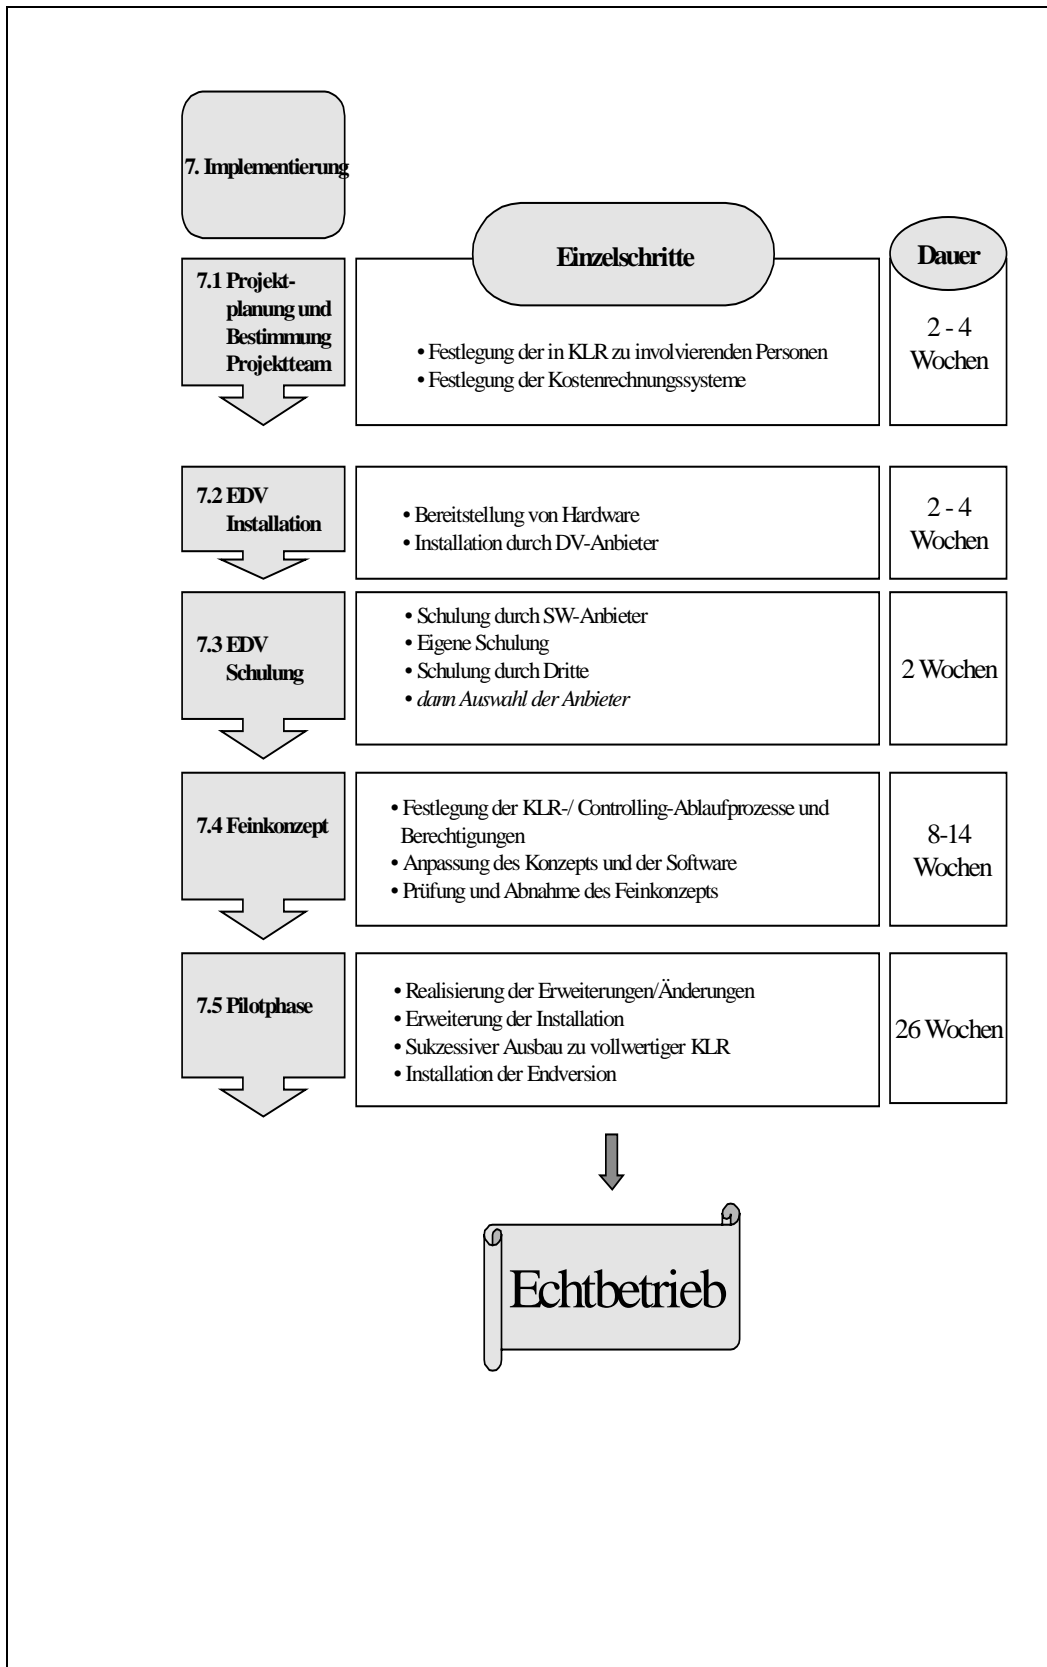 7. Implementierung
Einzelschritte
Dauer
7.1 Projekt-
planung und
Bestimmung
Projektteam
• Festlegung der in KLR zu involvierenden Personen
• Festlegung der Kostenrechnungssysteme
2 - 4
Wochen
7.2 EDV
Installation
• Bereitstellung von Hardware
• Installation durch DV-Anbieter
2 - 4
Wochen
7.3 EDV
Schulung
• Schulung durch SW-Anbieter
• Eigene Schulung
• Schulung durch Dritte
• dann Auswahl der Anbieter
2 Wochen
7.4 Feinkonzept
• Festlegung der KLR-/ Controlling-Ablaufprozesse und
Berechtigungen
• Anpassung des Konzepts und der Software
• Prüfung und Abnahme des Feinkonzepts
8-14
Wochen
7.5 Pilotphase
• Realisierung der Erweiterungen/Änderungen
• Erweiterung der Installation
• Sukzessiver Ausbau zu vollwertiger KLR
• Installation der Endversion
26 Wochen
Echtbetrieb